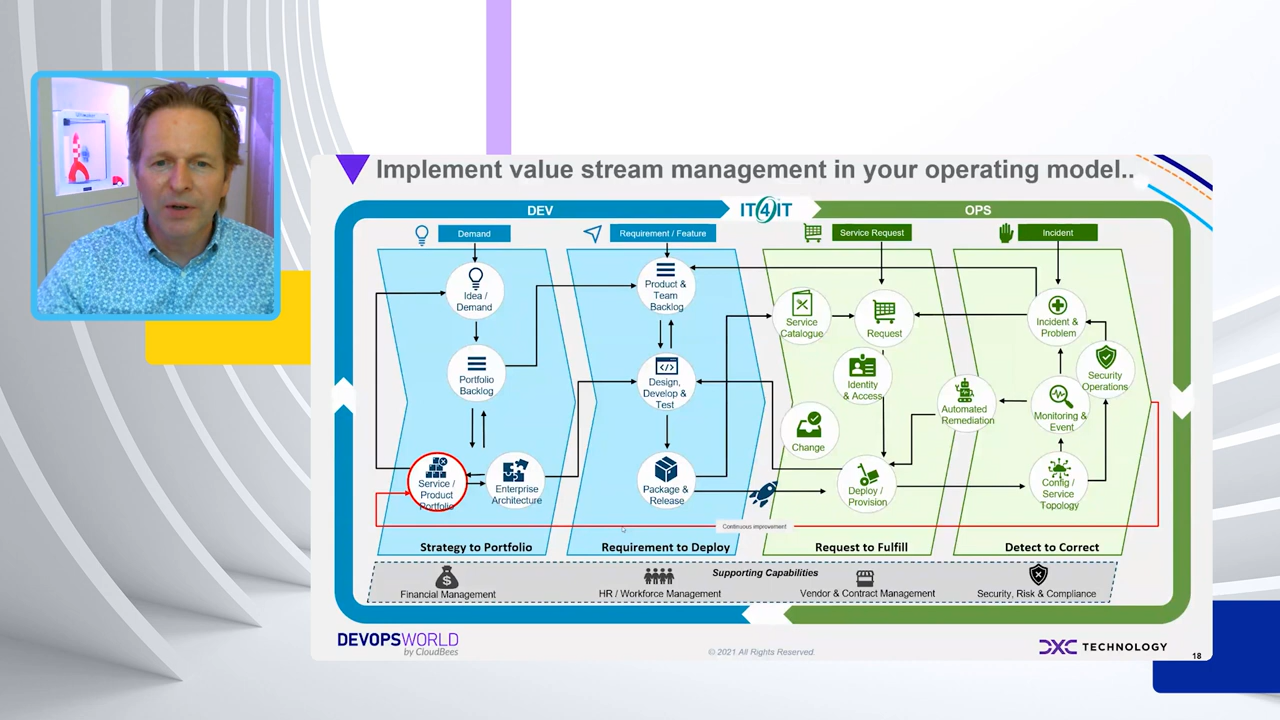 Implement value stream management in your operating model..
DEV
IT4IT
OPS
Demand
Requirement / Feature
Service Request
Incident
Idea /
Demand
Portfolio
Backlog
Service /
Product
Portfolio
Enterprise
Architecture
Product &
Team
Backlog
Design,
Develop &
Test
Package &
Release
Service
Catalogue
Request
Identity
& Access
Change
Deploy /
Provision
Automated
Remediation
Incident &
Problem
Security
Operations
Monitoring &
Event
Config /
Service
Topology
Continuous improvement
Strategy to Portfolio
Requirement to Deploy
Request to Fulfill
Detect to Correct
Supporting Capabilities
Financial Management
HR / Workforce Management
Vendor & Contract Management
Security, Risk & Compliance
DEVOPSWORLD
by CloudBees
© 2021 All Rights Reserved.
DXC TECHNOLOGY
18